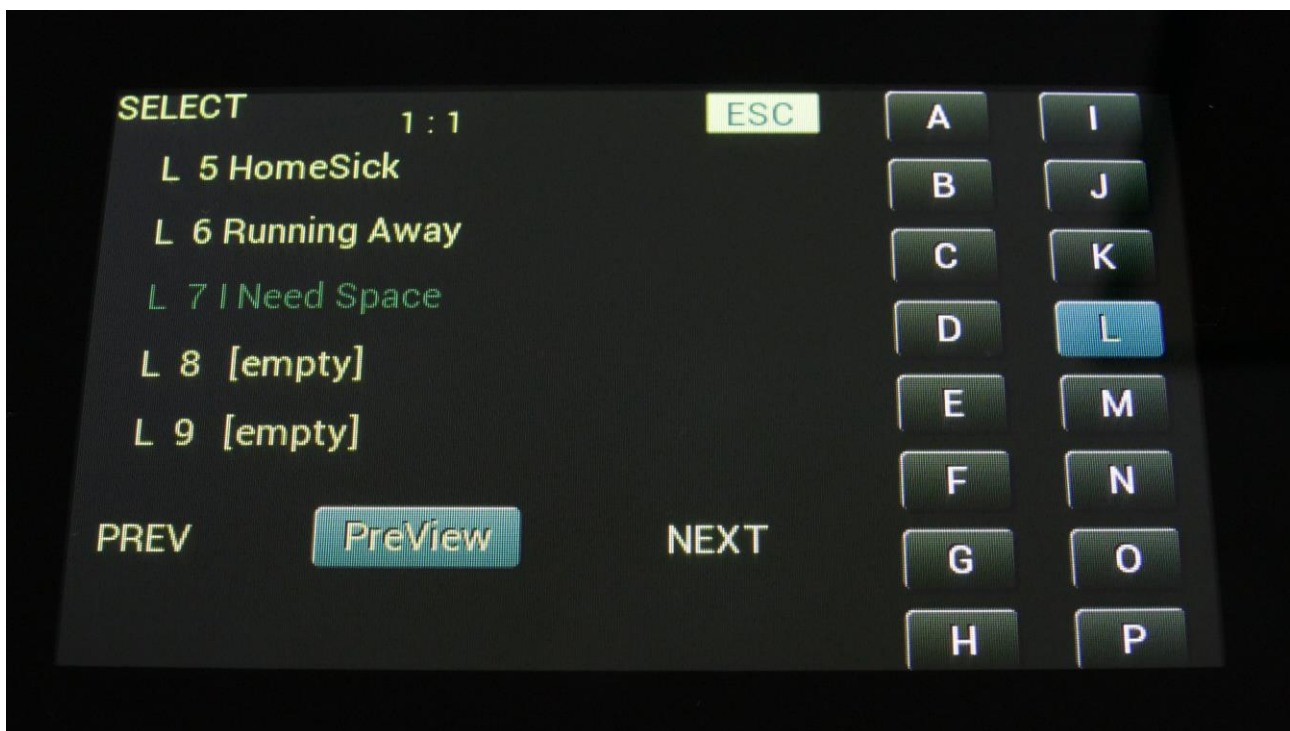 SELECT 1 : 1 ESC
L 5 HomeSick
L 6 Running Away
L 7 I Need Space
L 8 [empty]
L 9 [empty]
PREV PreView NEXT
A I
B J
C K
D L
E M
F N
G O
H P